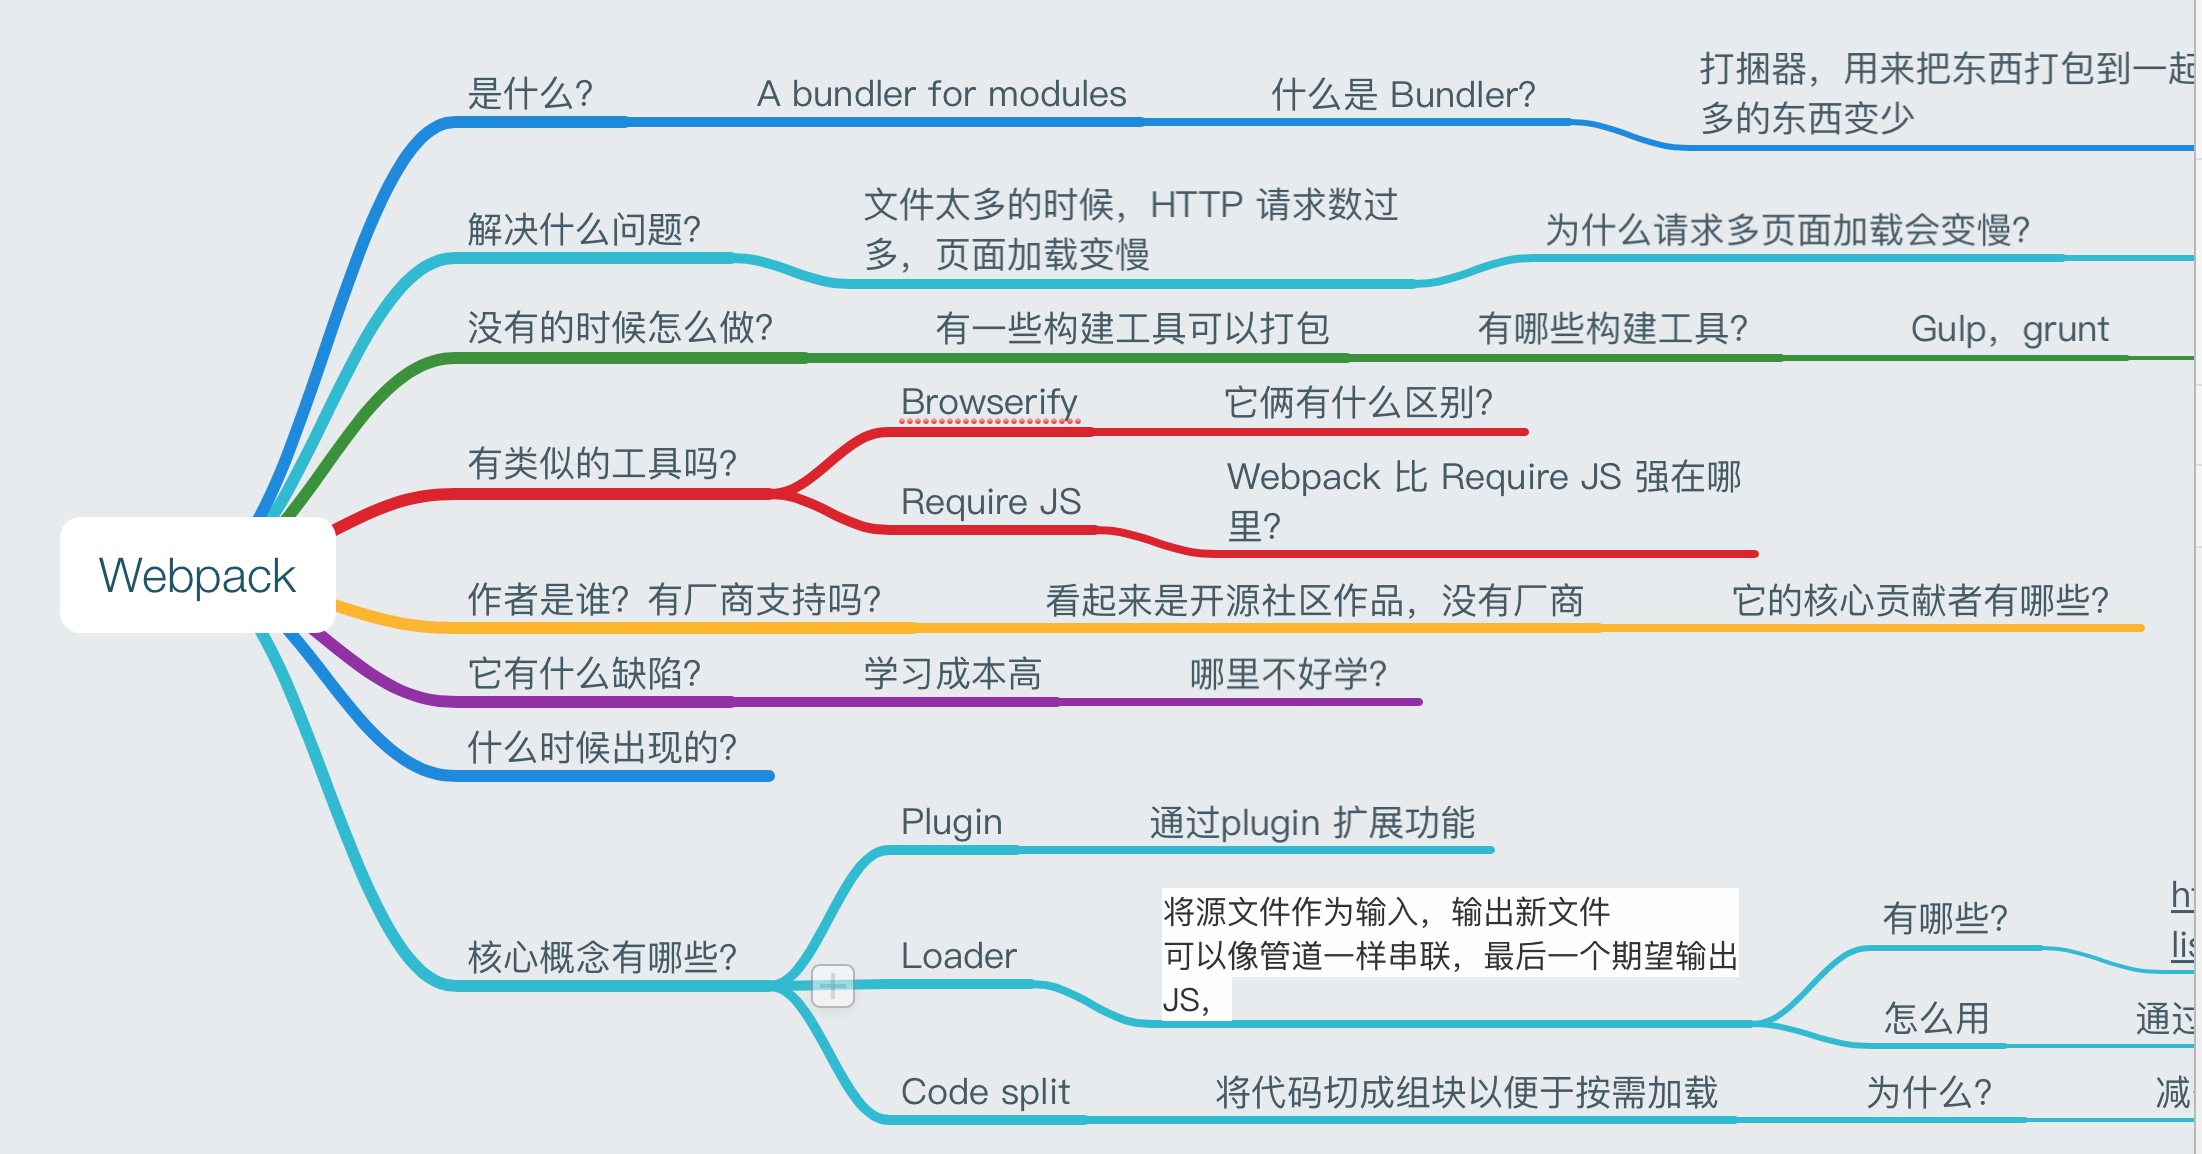 Webpack
是什么？
A bundler for modules
什么是 Bundler？
打捆器，用来把东西打包到一起
多的东西变少
解决什么问题？
文件太多的时候，HTTP 请求数过
多，页面加载变慢
为什么请求多页面加载会变慢？
没有的时候怎么做？
有一些构建工具可以打包
有哪些构建工具？
Gulp，grunt
有类似的工具吗？
Browserify
它俩有什么区别？
Require JS
Webpack 比 Require JS 强在哪
里？
作者是谁？有厂商支持吗？
看起来是开源社区作品，没有厂商
它的核心贡献者有哪些？
它有什么缺陷？
学习成本高
哪里不好学？
什么时候出现的？
核心概念有哪些？
Plugin
通过plugin 扩展功能
Loader
将源文件作为输入，输出新文件
可以像管道一样串联，最后一个期望输出
JS，
有哪些？
怎么用
通过
Code split
将代码切成组块以便于按需加载
为什么？